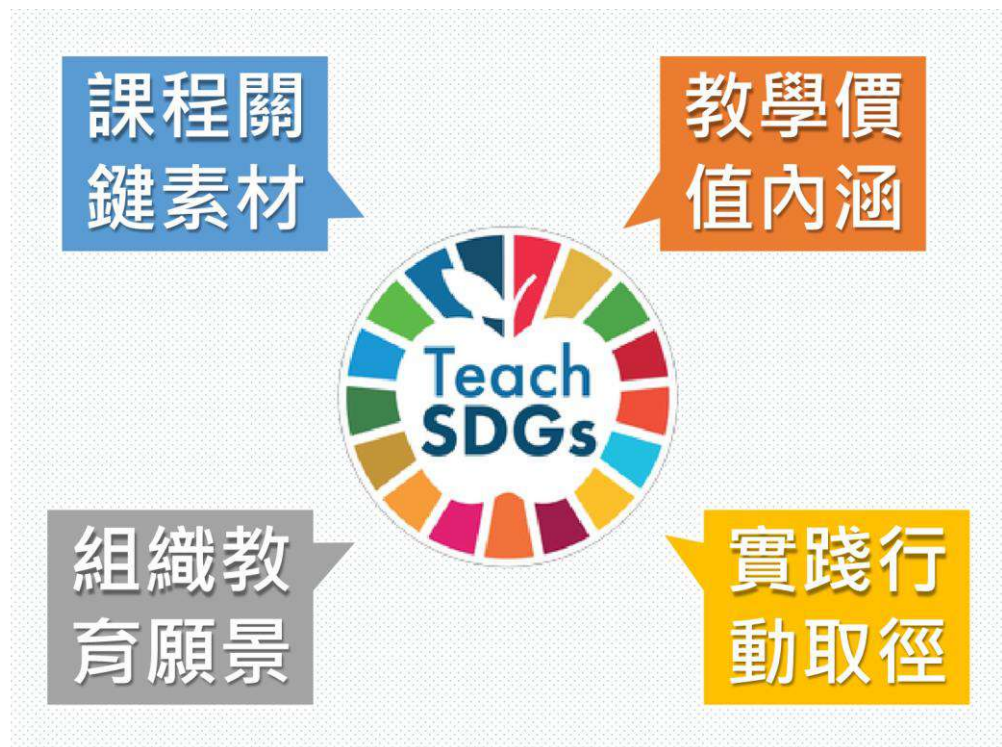 課程關
鍵素材
教學價
值內涵
Teach
SDGs
組織教
育願景
實踐行
動取徑